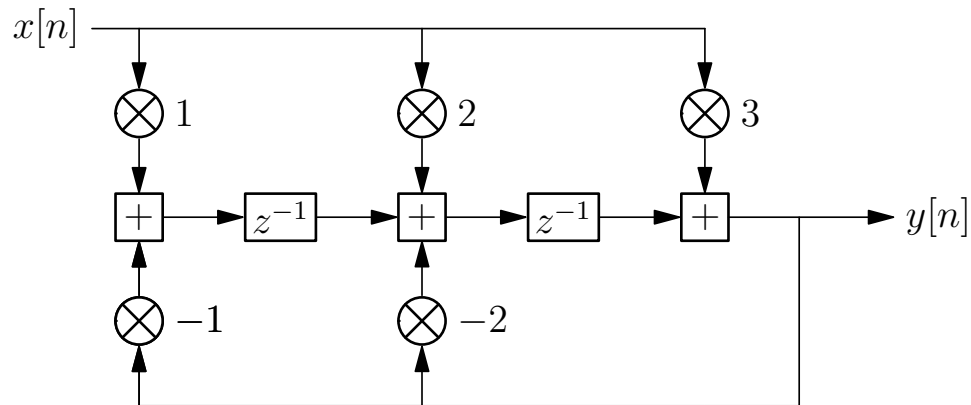 x[n]
1 2 3
+ z⁻¹ + z⁻¹ + y[n]
−1 −2